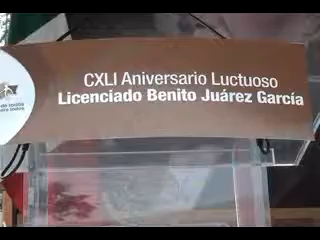 CXLI Aniversario Luctuoso
Licenciado Benito Juárez García